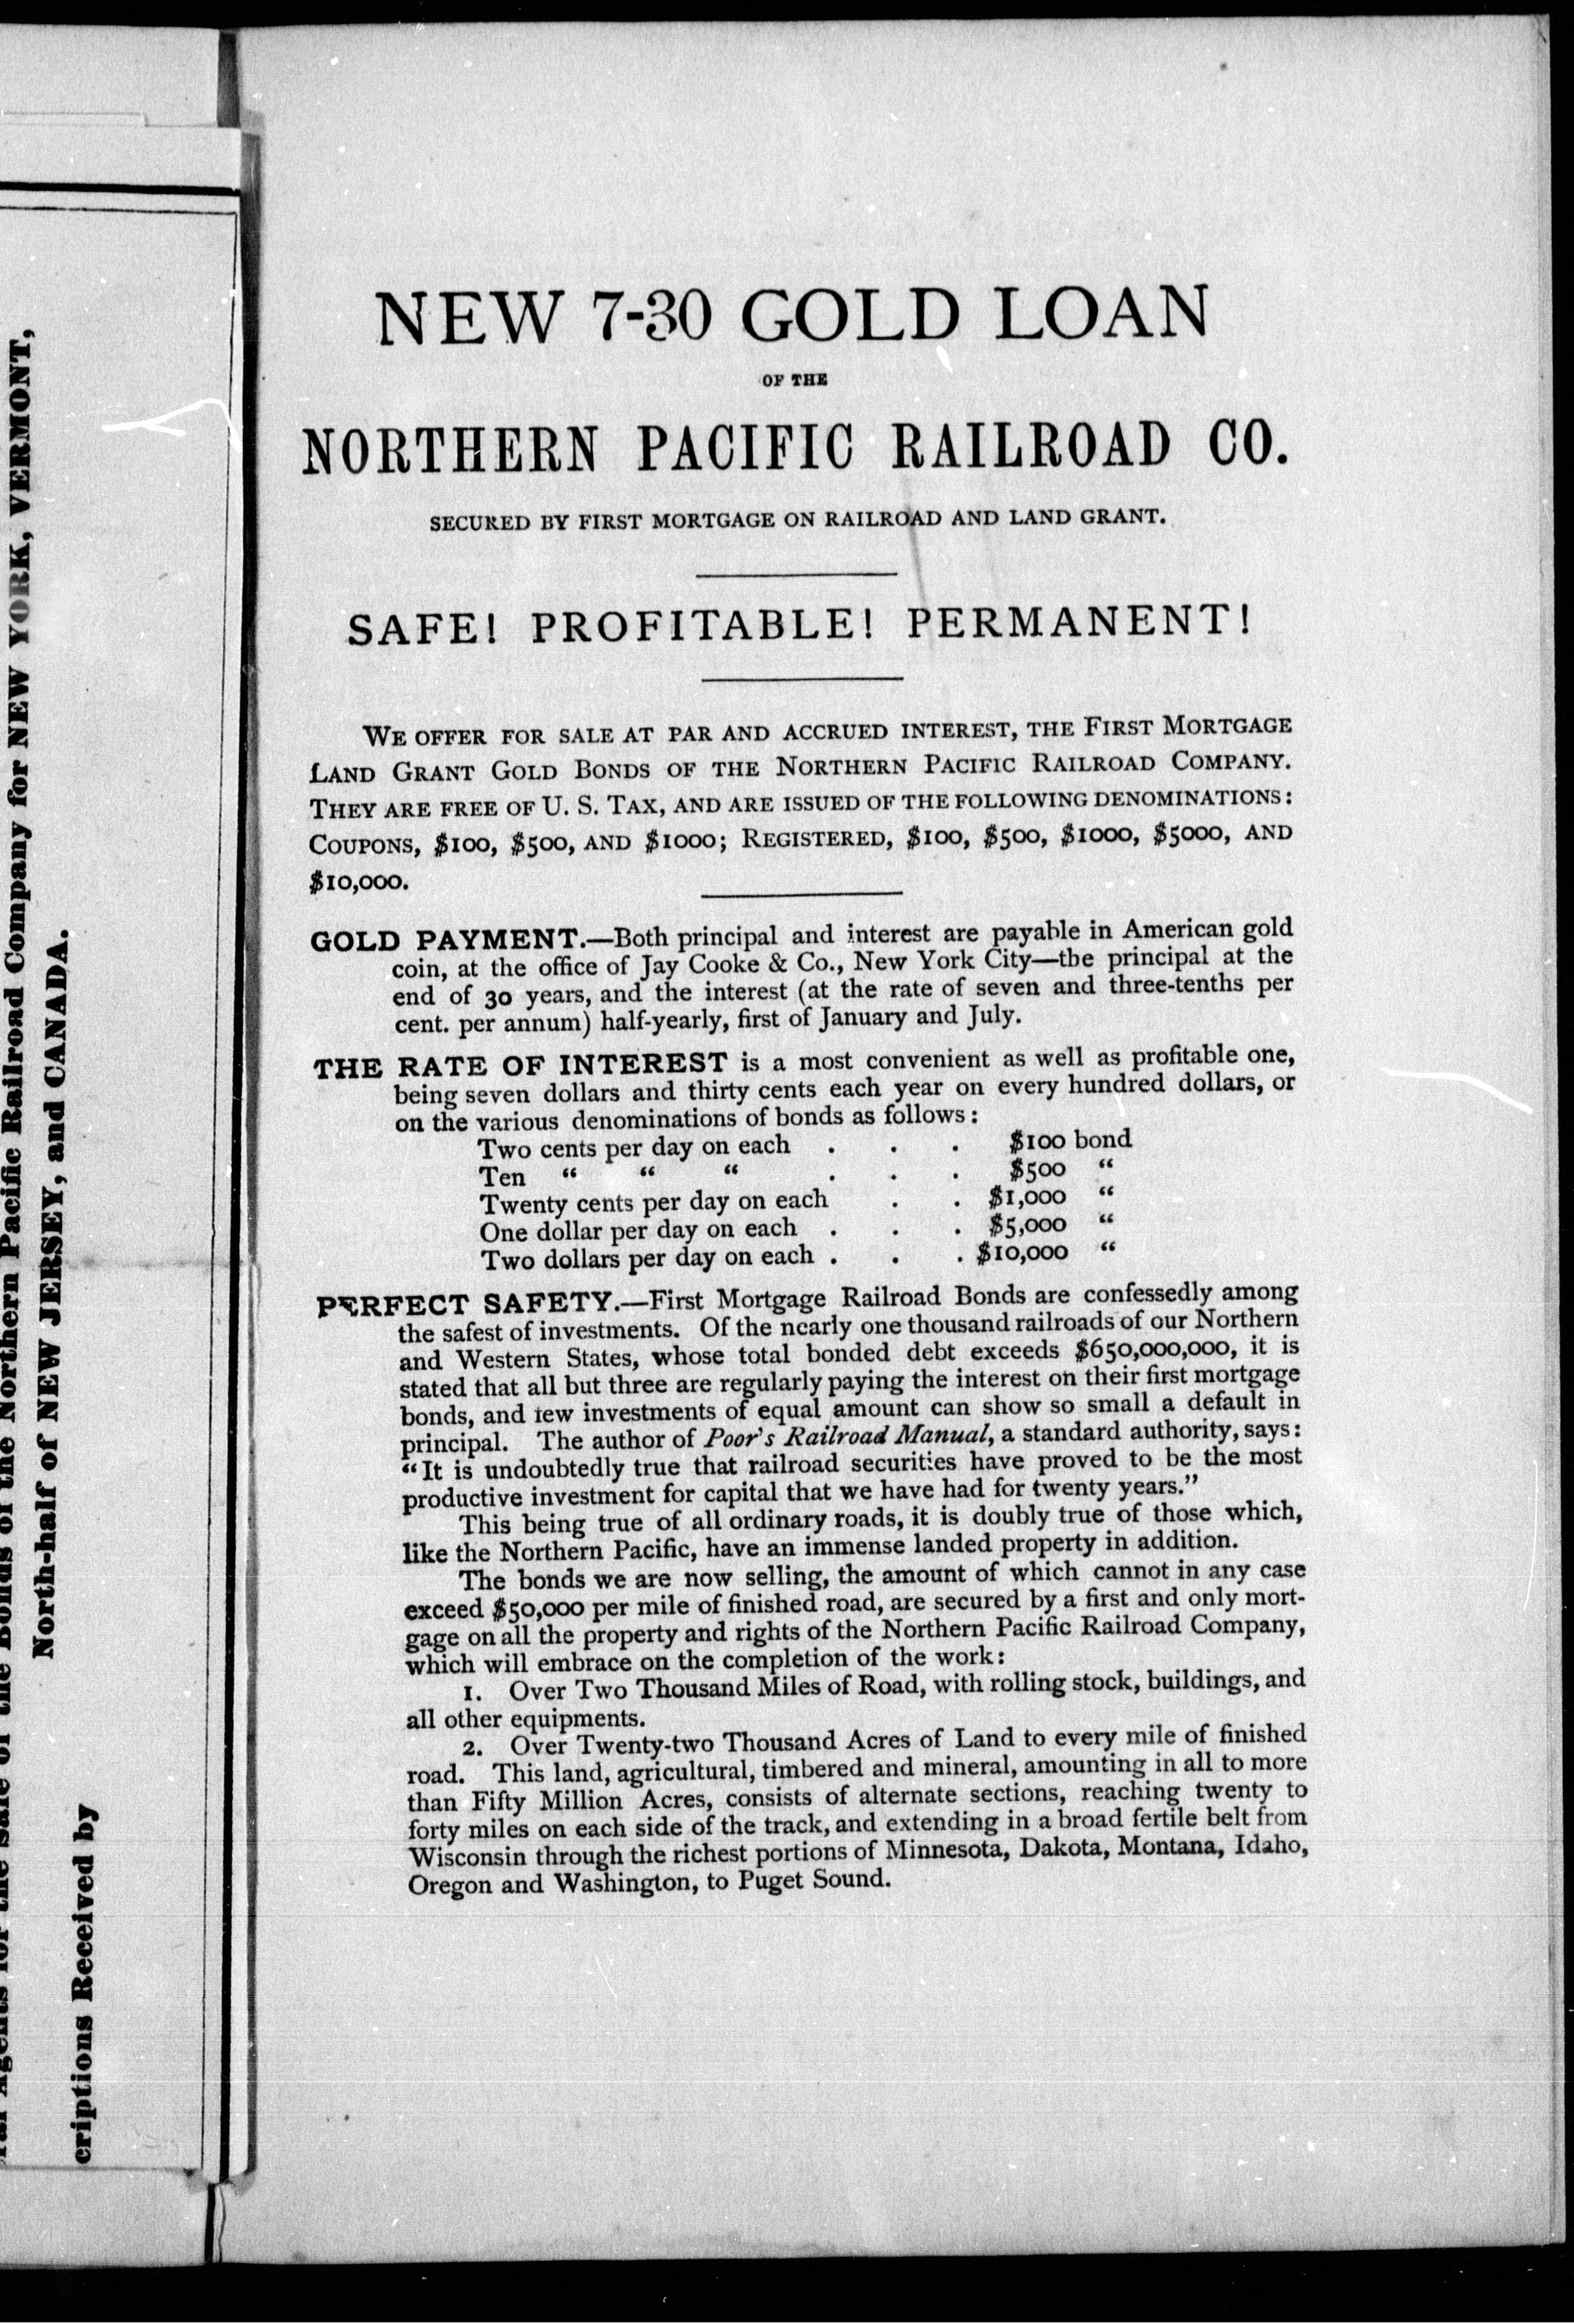 NEW 7-30 GOLD LOAN
OF THE
NORTHERN PACIFIC RAILROAD CO.
SECURED BY FIRST MORTGAGE ON RAILROAD AND LAND GRANT.
SAFE! PROFITABLE! PERMANENT!
WE OFFER FOR SALE AT PAR AND ACCRUED INTEREST, THE FIRST MORTGAGE
LAND GRANT GOLD BONDS OF THE NORTHERN PACIFIC RAILROAD COMPANY.
THEY ARE FREE OF U. S. TAX, AND ARE ISSUED OF THE FOLLOWING DENOMINATIONS:
COUPONS, $100, $500, AND $1000; REGISTERED, $100, $500, $1000, $5000, AND
$10,000.
GOLD PAYMENT.—Both principal and interest are payable in American gold
coin, at the office of Jay Cooke & Co., New York City—the principal at the
end of 30 years, and the interest (at the rate of seven and three-tenths per
cent. per annum) half-yearly, first of January and July.
THE RATE OF INTEREST is a most convenient as well as profitable one,
being seven dollars and thirty cents each year on every hundred dollars, or
on the various denominations of bonds as follows:
Two cents per day on each . . . $100 bond
Ten " " " . . . $500 "
Twenty cents per day on each . . $1,000 "
One dollar per day on each . . . $5,000 "
Two dollars per day on each . . . $10,000 "
PERFECT SAFETY.—First Mortgage Railroad Bonds are confessedly among
the safest of investments. Of the nearly one thousand railroads of our Northern
and Western States, whose total bonded debt exceeds $650,000,000, it is
stated that all but three are regularly paying the interest on their first mortgage
bonds, and few investments of equal amount can show so small a default in
principal. The author of Poor's Railroad Manual, a standard authority, says:
"It is undoubtedly true that railroad securities have proved to be the most
productive investment for capital that we have had for twenty years."
This being true of all ordinary roads, it is doubly true of those which,
like the Northern Pacific, have an immense landed property in addition.
The bonds we are now selling, the amount of which cannot in any case
exceed $50,000 per mile of finished road, are secured by a first and only mort-
gage on all the property and rights of the Northern Pacific Railroad Company,
which will embrace on the completion of the work:
1. Over Two Thousand Miles of Road, with rolling stock, buildings, and
all other equipments.
2. Over Twenty-two Thousand Acres of Land to every mile of finished
road. This land, agricultural, timbered and mineral, amounting in all to more
than Fifty Million Acres, consists of alternate sections, reaching twenty to
forty miles on each side of the track, and extending in a broad fertile belt from
Wisconsin through the richest portions of Minnesota, Dakota, Montana, Idaho,
Oregon and Washington, to Puget Sound.
Agents for the sale of the Bonds of the Northern Pacific Railroad Company for NEW YORK, VERMONT,
North-half of NEW JERSEY, and CANADA.
criptions Received by